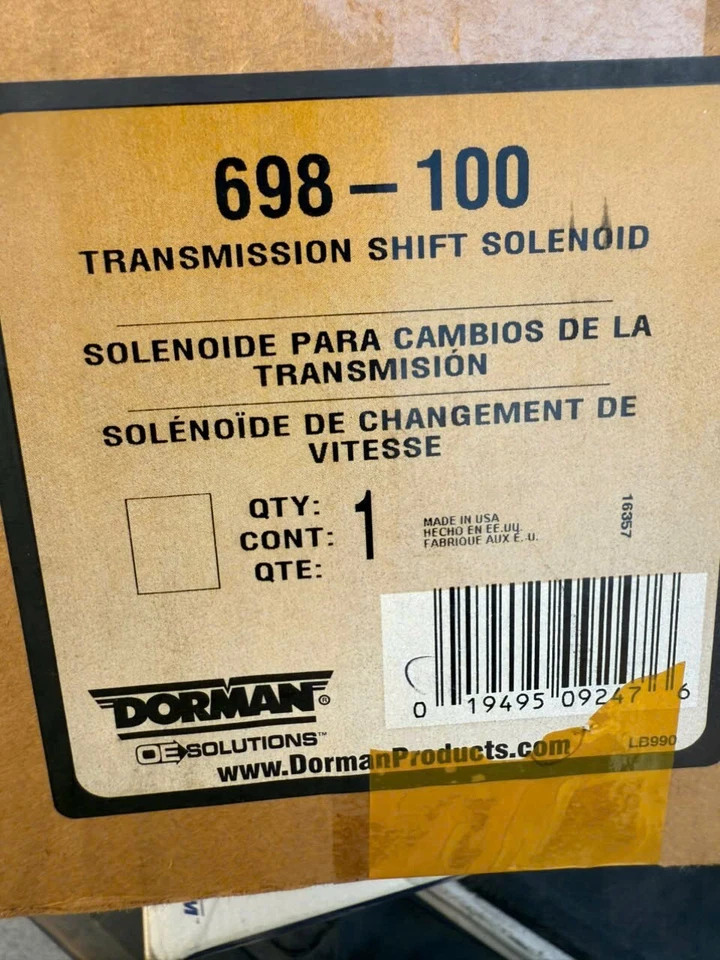 698-100
TRANSMISSION SHIFT SOLENOID
SOLENOIDE PARA CAMBIOS DE LA
TRANSMISIÓN
SOLÉNOÏDE DE CHANGEMENT DE
VITESSE
QTY:
CONT: 1
QTE:
MADE IN USA
HECHO EN EE.UU.
FABRIQUE AUX É.-U.
16357
0 19495 09247 6
DORMAN®
OE SOLUTIONS™
www.DormanProducts.com
LB990